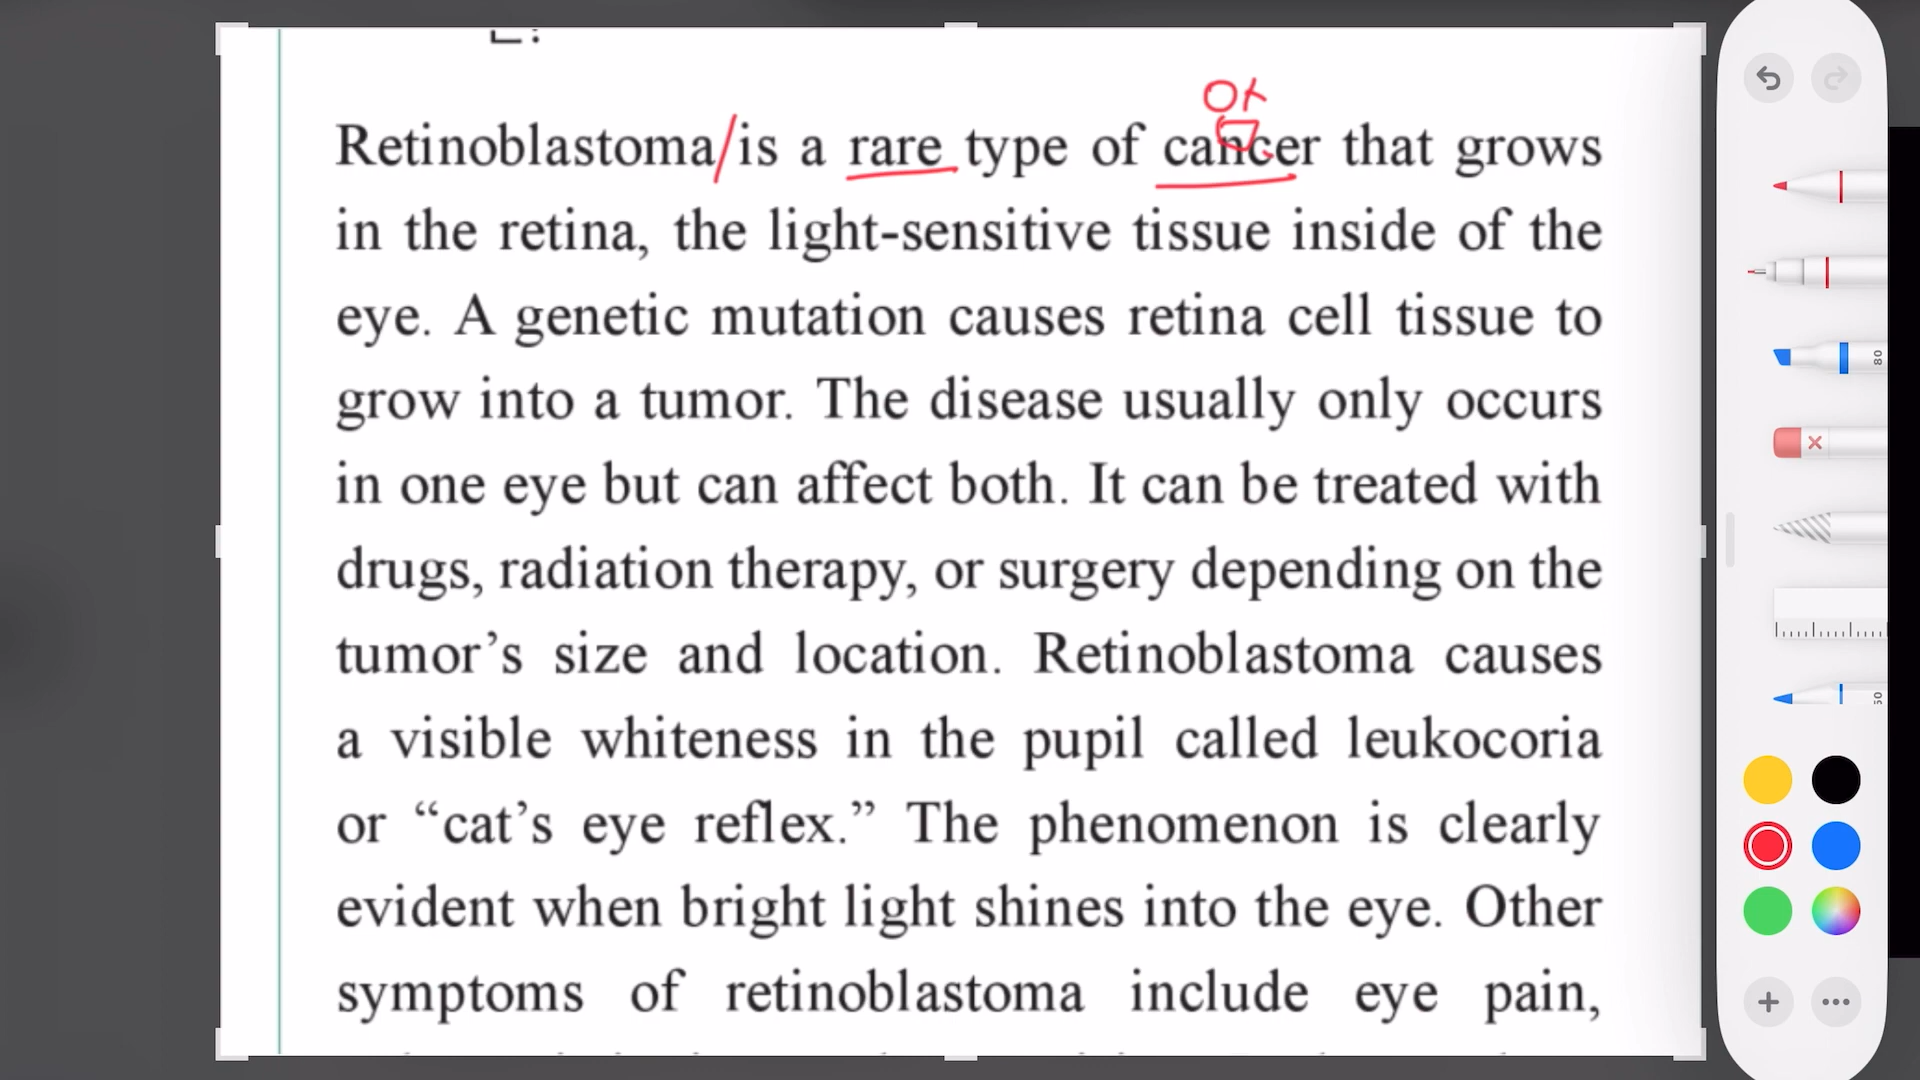 암
Retinoblastoma/is a rare type of cancer that grows
in the retina, the light-sensitive tissue inside of the
eye. A genetic mutation causes retina cell tissue to
grow into a tumor. The disease usually only occurs
in one eye but can affect both. It can be treated with
drugs, radiation therapy, or surgery depending on the
tumor’s size and location. Retinoblastoma causes
a visible whiteness in the pupil called leukocoria
or “cat’s eye reflex.” The phenomenon is clearly
evident when bright light shines into the eye. Other
symptoms of retinoblastoma include eye pain,
80
50